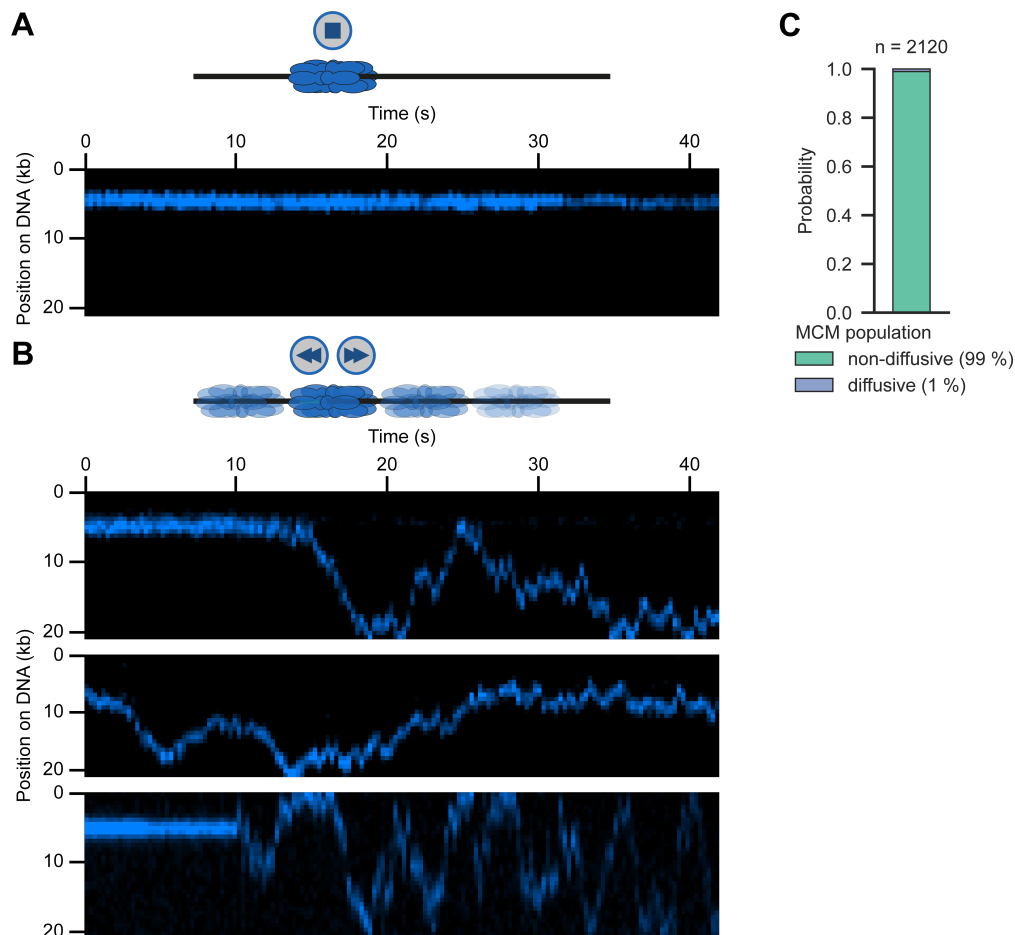 A
Time (s)
0 10 20 30 40
Position on DNA (kb)
0
10
20
B
Time (s)
0 10 20 30 40
Position on DNA (kb)
0
10
20
0
10
20
0
10
20
C
n = 2120
Probability
1.0
0.8
0.6
0.4
0.2
0.0
MCM population
non-diffusive (99 %)
diffusive (1 %)